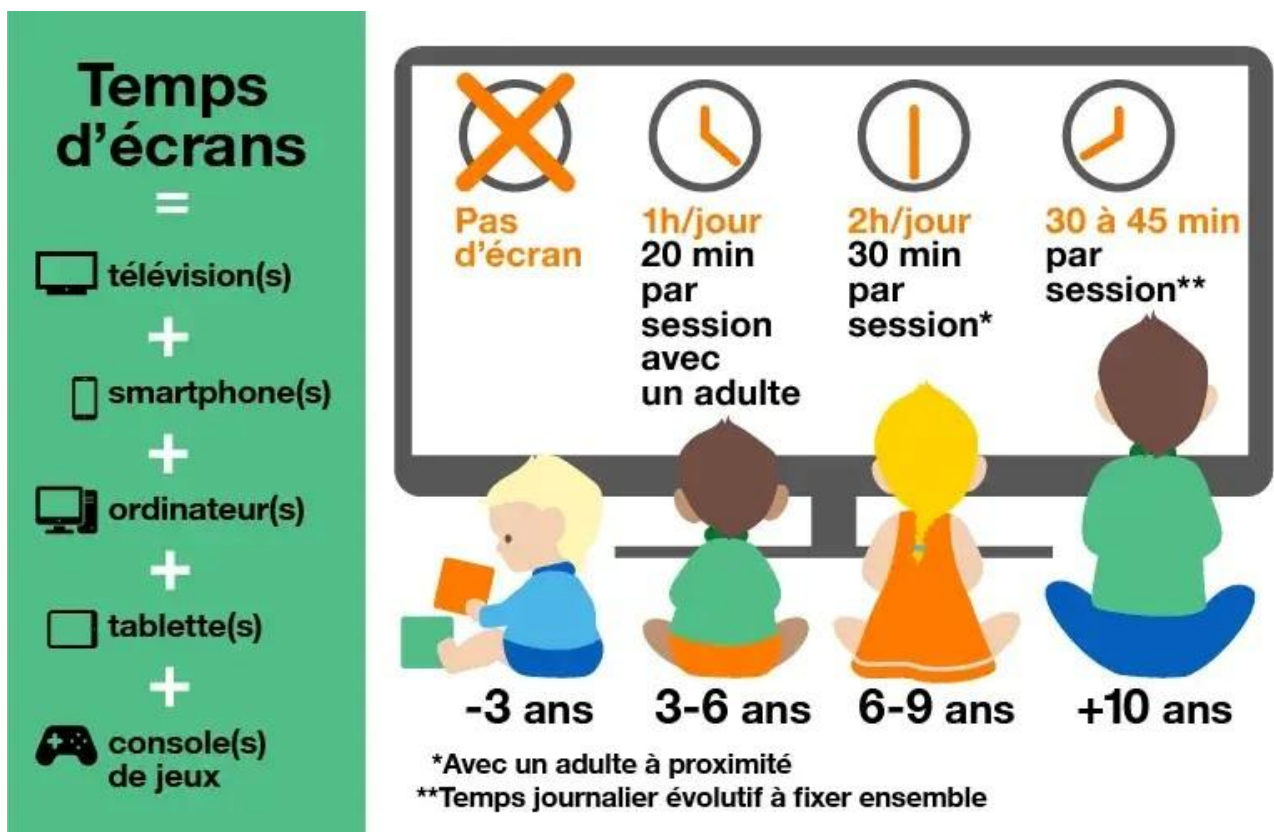 Temps
d'écrans
=
télévision(s)
+
smartphone(s)
+
ordinateur(s)
+
tablette(s)
+
console(s)
de jeux
Pas
d'écran
1h/jour
20 min
par
session
avec
un adulte
2h/jour
30 min
par
session*
30 à 45 min
par
session**
-3 ans
3-6 ans
6-9 ans
+10 ans
*Avec un adulte à proximité
**Temps journalier évolutif à fixer ensemble